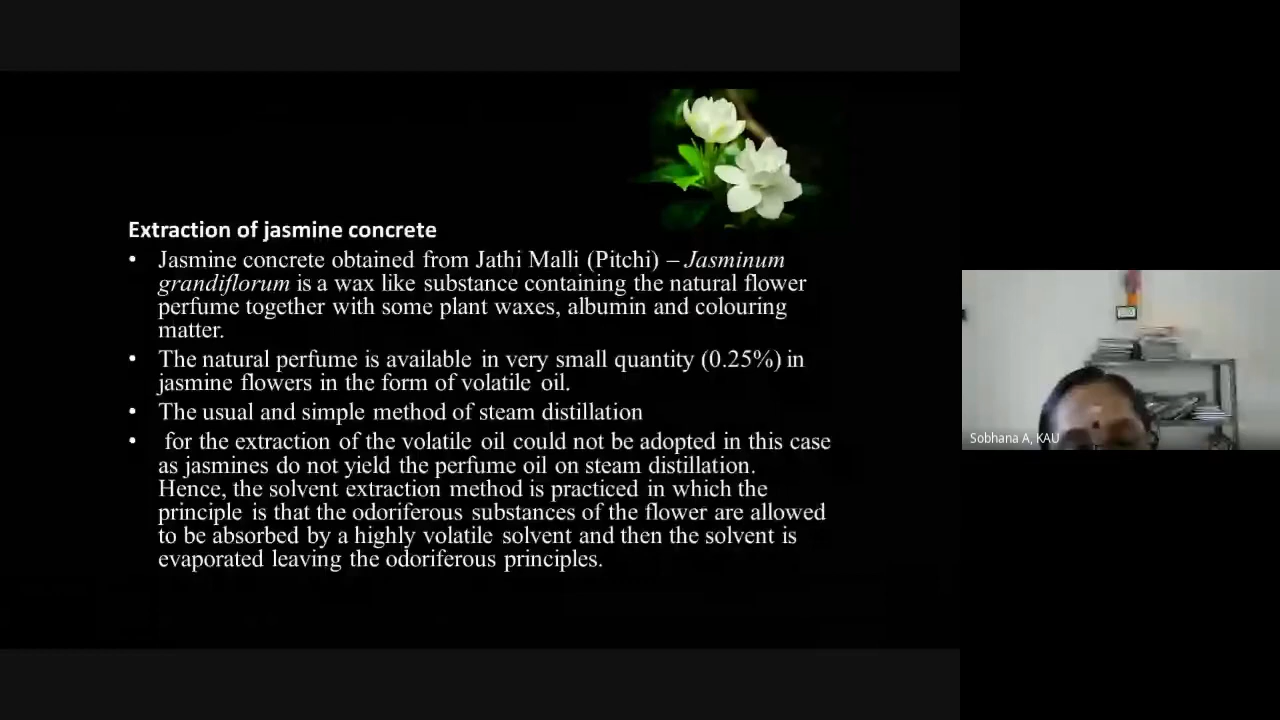 Extraction of jasmine concrete
• Jasmine concrete obtained from Jathi Malli (Pitchi) – Jasminum
grandiflorum is a wax like substance containing the natural flower
perfume together with some plant waxes, albumin and colouring
matter.
• The natural perfume is available in very small quantity (0.25%) in
jasmine flowers in the form of volatile oil.
• The usual and simple method of steam distillation
• for the extraction of the volatile oil could not be adopted in this case
as jasmines do not yield the perfume oil on steam distillation.
Hence, the solvent extraction method is practiced in which the
principle is that the odoriferous substances of the flower are allowed
to be absorbed by a highly volatile solvent and then the solvent is
evaporated leaving the odoriferous principles.
Sobhana A, KAU